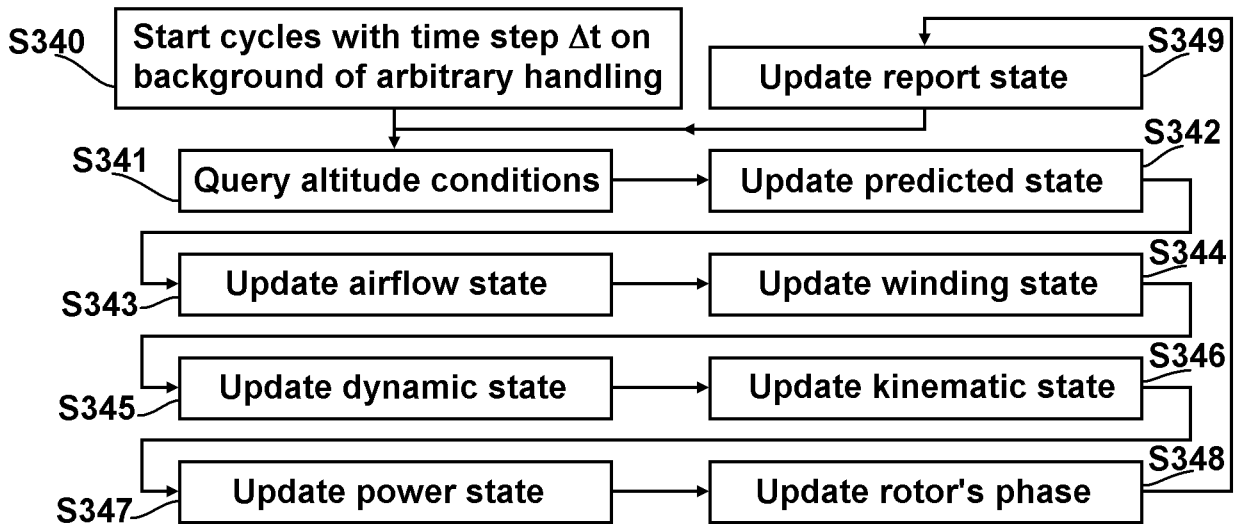 S340
Start cycles with time step Δt on
background of arbitrary handling
S349
Update report state
S341
Query altitude conditions
S342
Update predicted state
S343
Update airflow state
S344
Update winding state
S345
Update dynamic state
S346
Update kinematic state
S347
Update power state
S348
Update rotor's phase